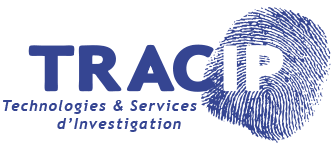 TRACIP
Technologies & Services
d'Investigation